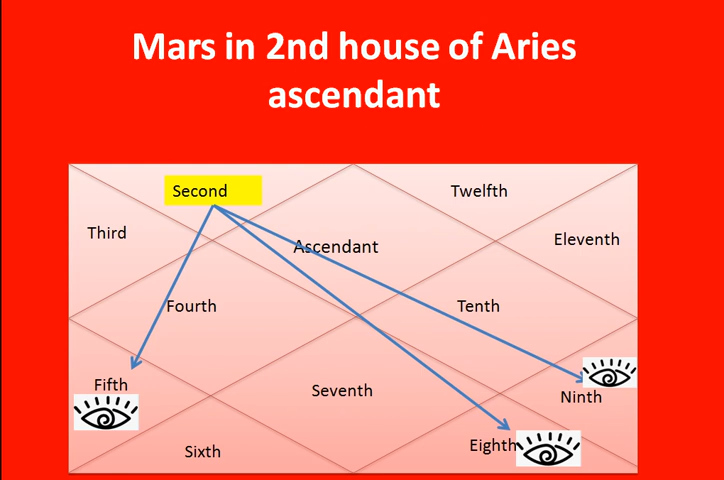 Mars in 2nd house of Aries
ascendant
Second
Twelfth
Third
Ascendant
Eleventh
Fourth
Tenth
Fifth
Seventh
Ninth
Sixth
Eighth